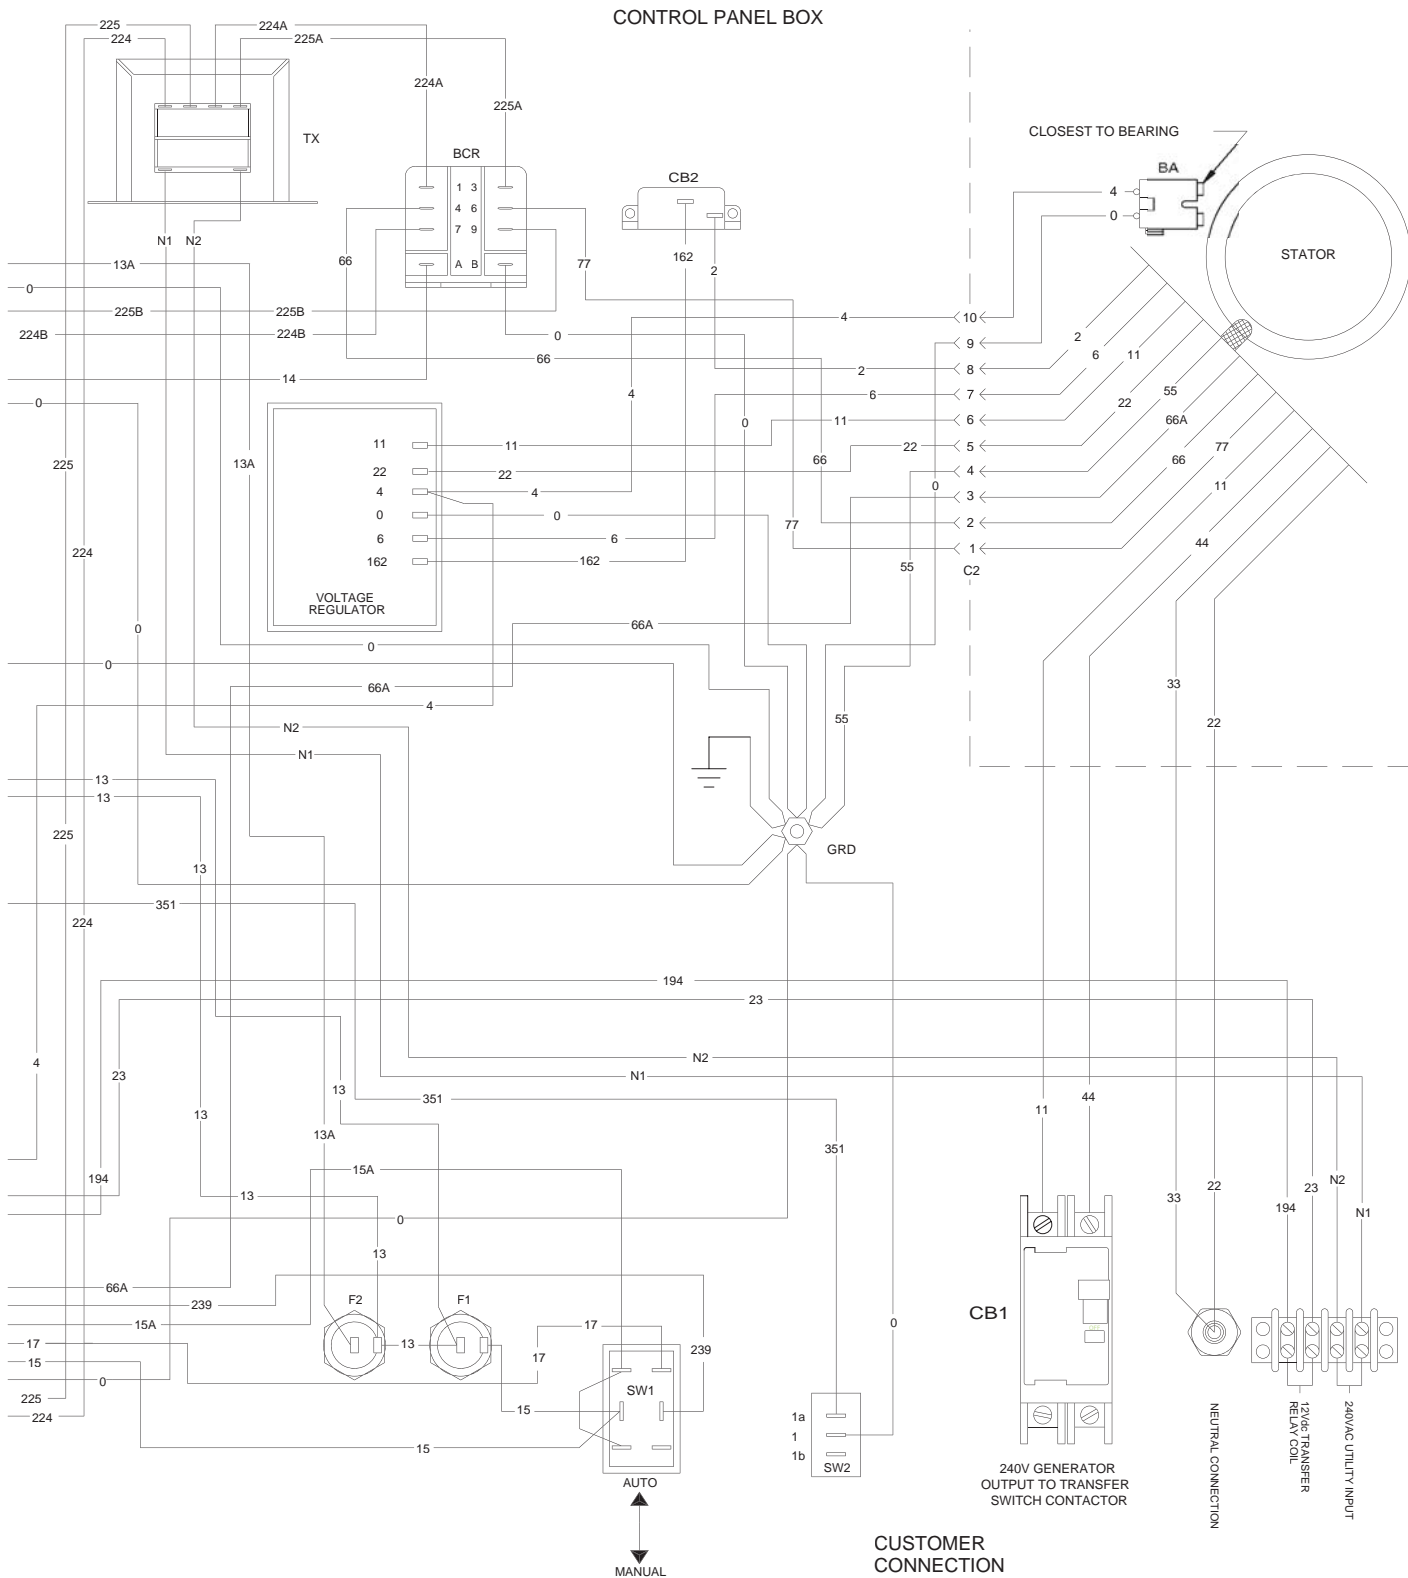 CONTROL PANEL BOX
225
224A
224
225A
224A
225A
CLOSEST TO BEARING
TX
BCR
CB2
BA
1 3
4 6
7 9
A B
4
0
STATOR
N1
N2
66
77
162
2
13A
0
225B
225B
224B
224B
0
4
10
9
2
6
11
66
2
8
14
6
7
55
0
4
22
66A
0
11
6
11
11
22
5
66
77
22
22
225
13A
66
4
0
11
4
4
3
0
0
77
2
44
6
6
224
1
162
162
C2
55
VOLTAGE
REGULATOR
0
66A
0
0
66A
33
4
55
22
N2
N1
13
13
225
GRD
13
351
224
194
23
N2
4
23
N1
13
351
44
11
13
13A
351
15A
194
N2
22
23
13
33
194
N1
0
13
66A
F2
F1
239
CB1
OFF
15A
17
0
17
13
17
239
15
0
SW1
225
15
1a
224
1
15
1b
SW2
AUTO
240V GENERATOR
OUTPUT TO TRANSFER
SWITCH CONTACTOR
NEUTRAL CONNECTION
12Vdc TRANSFER
RELAY COIL
240VAC UTILITY INPUT
CUSTOMER
CONNECTION
MANUAL